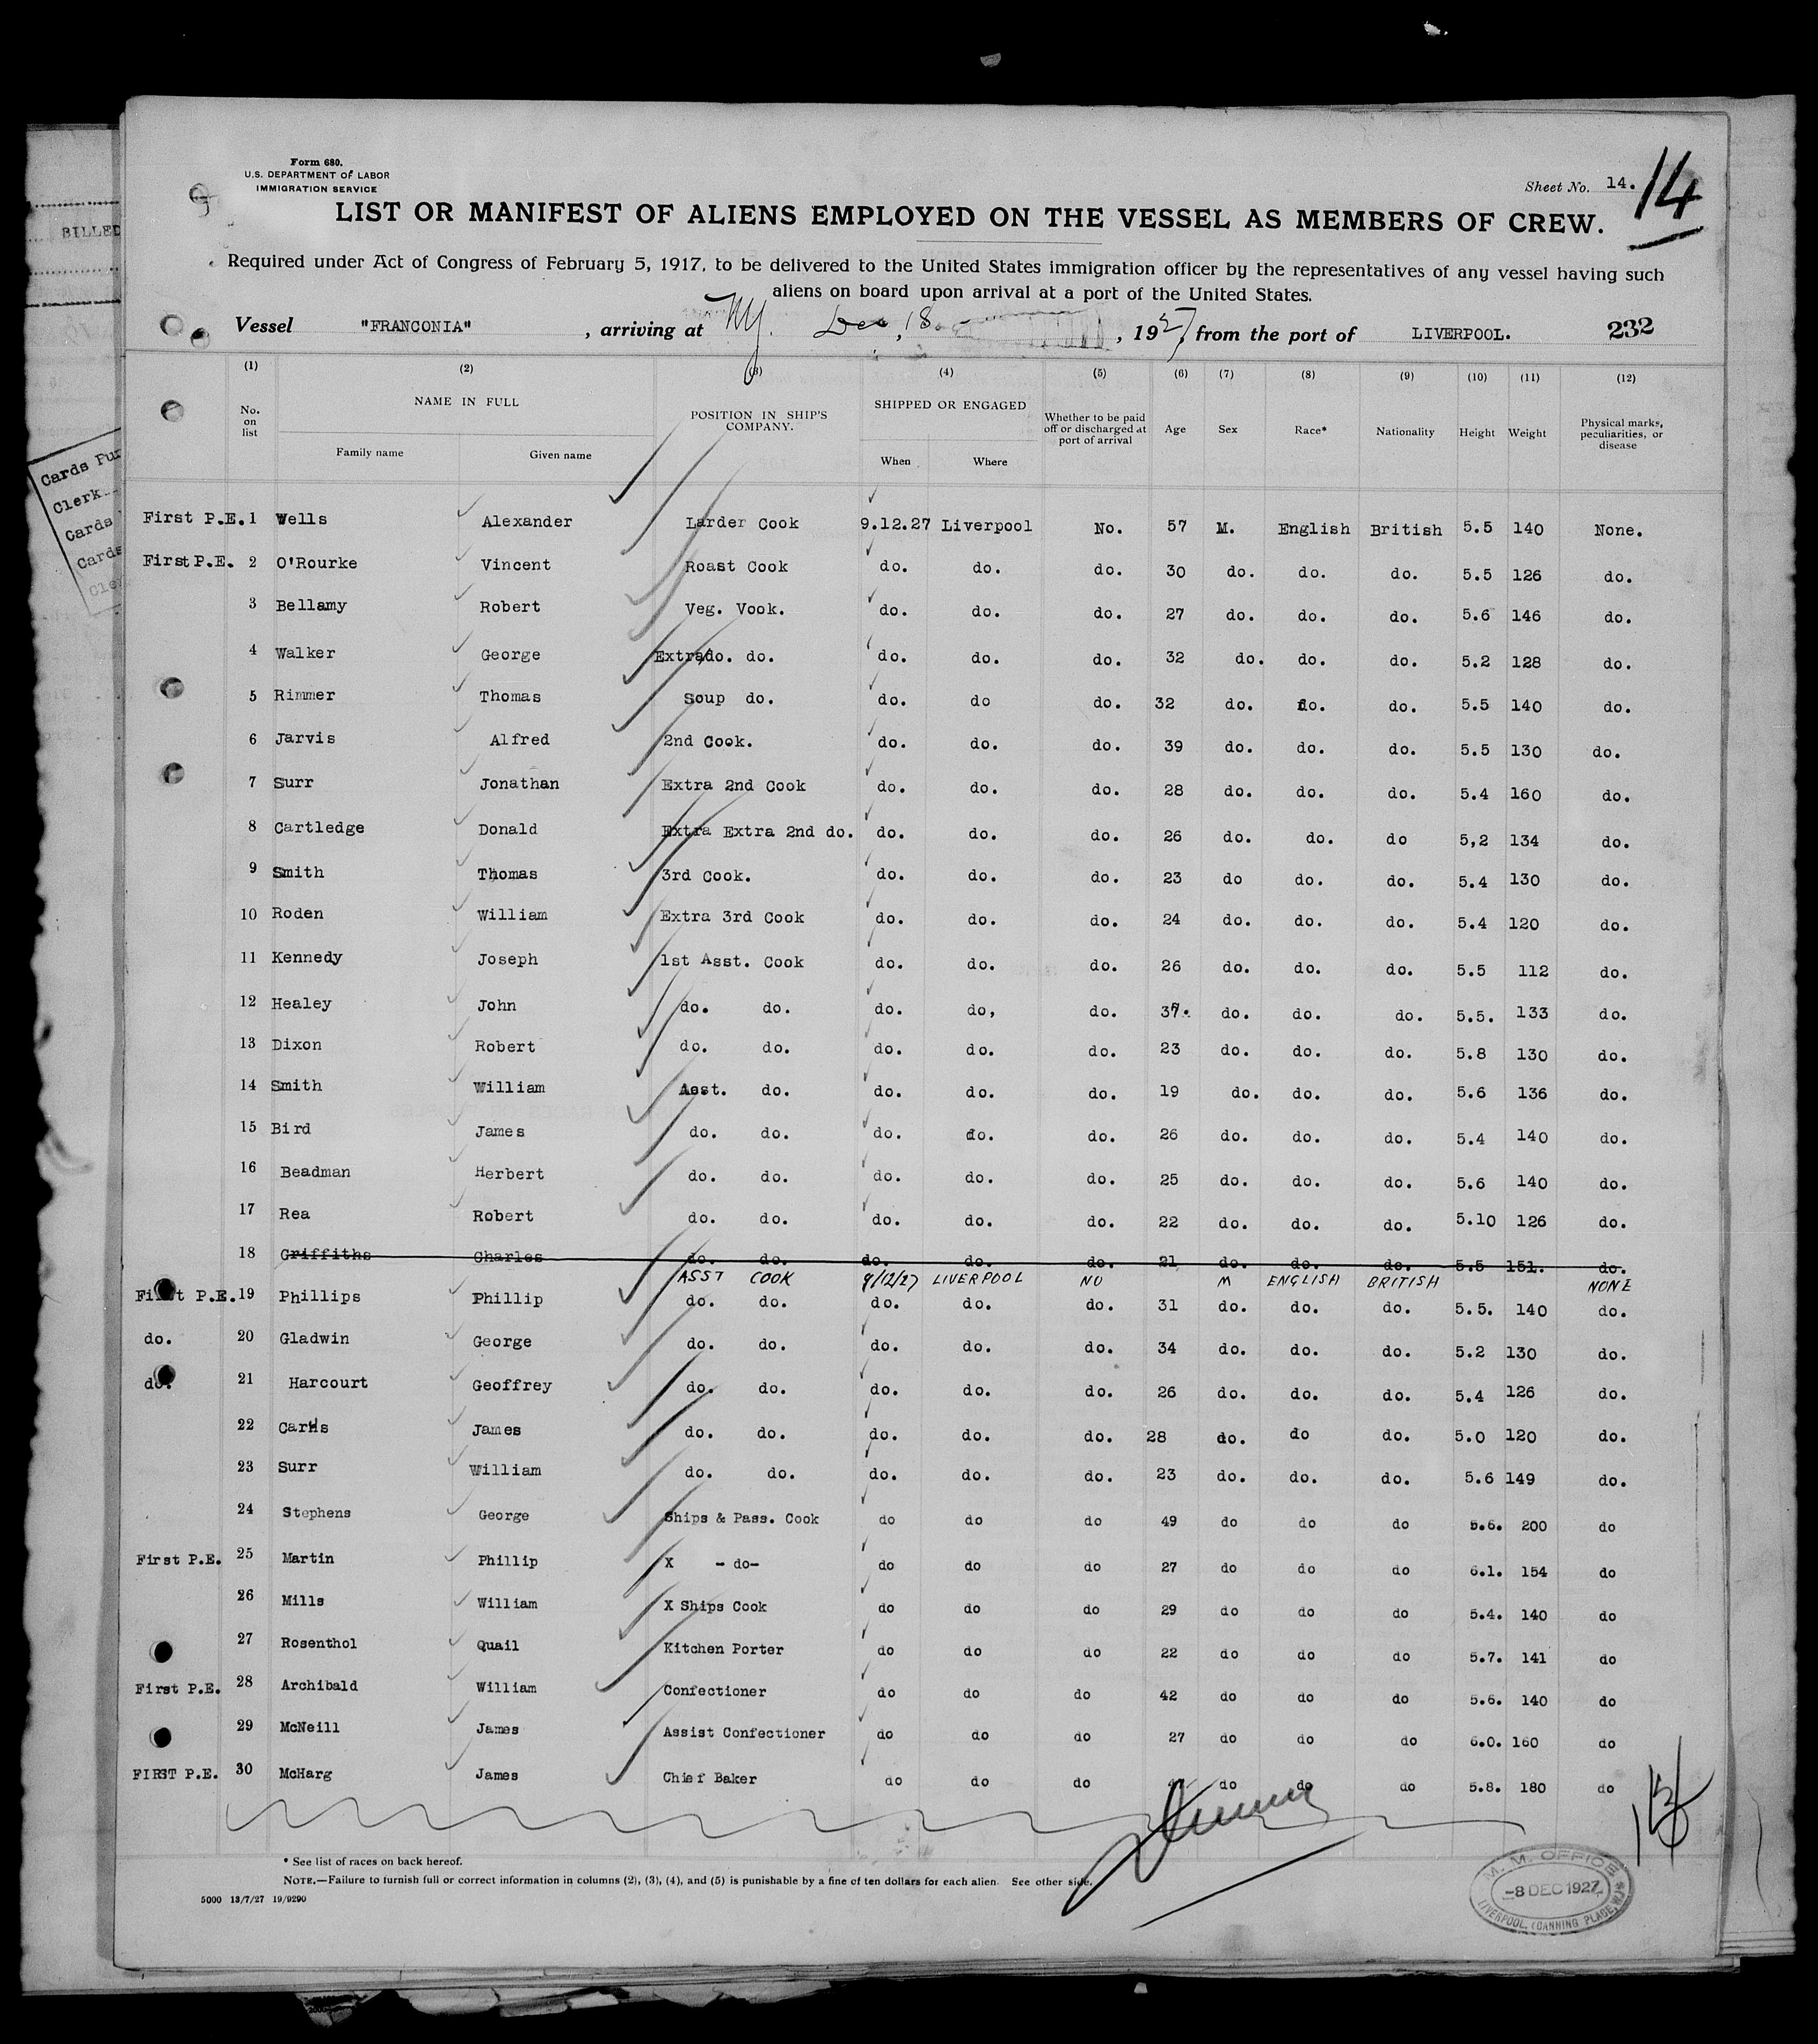 BILLED
Cards Pur
Clerk
Cards
Cards
Form 680.
U.S. DEPARTMENT OF LABOR
IMMIGRATION SERVICE
Sheet No. 14.
14
LIST OR MANIFEST OF ALIENS EMPLOYED ON THE VESSEL AS MEMBERS OF CREW.
Required under Act of Congress of February 5, 1917, to be delivered to the United States immigration officer by the representatives of any vessel having such
aliens on board upon arrival at a port of the United States.
Vessel "FRANCONIA" , arriving at NY. Dec, 18 , 1927, from the port of LIVERPOOL. 232
(1) (2) (3) (4) (5) (6) (7) (8) (9) (10) (11) (12)
No. on list NAME IN FULL Family name Given name POSITION IN SHIP'S COMPANY. SHIPPED OR ENGAGED When Where Whether to be paid off or discharged at port of arrival Age Sex Race* Nationality Height Weight Physical marks, peculiarities, or disease
First P.E. 1 Wells Alexander Larder Cook 9.12.27 Liverpool No. 57 M. English British 5.5 140 None.
First P.E. 2 O'Rourke Vincent Roast Cook do. do. do. 30 do. do. do. 5.5 126 do.
3 Bellamy Robert Veg. Vook. do. do. do. 27 do. do. do. 5.6 146 do.
4 Walker George Extrado. do. do. do. do. 32 do. do. do. 5.2 128 do.
5 Rimmer Thomas Soup do. do. do do. 32 do. do. do. 5.5 140 do.
6 Jarvis Alfred 2nd Cook. do. do. do. 39 do. do. do. 5.5 130 do.
7 Surr Jonathan Extra 2nd Cook do. do. do. 28 do. do. do. 5.4 160 do.
8 Cartledge Donald Extra Extra 2nd do. do. do. do. 26 do. do. do 5,2 134 do.
9 Smith Thomas 3rd Cook. do. do. do. 23 do do. do. 5.4 130 do.
10 Roden William Extra 3rd Cook do. do. do. 24 do. do. do. 5.4 120 do.
11 Kennedy Joseph 1st Asst. Cook do. do. do. 26 do. do. do. 5.5 112 do.
12 Healey John do. do. do. do, do. 37. do. do. do. 5.5. 133 do.
13 Dixon Robert do. do. do. do. do. 23 do. do. do. 5.8 130 do.
14 Smith William Asst. do. do. do. do. 19 do. do. do. 5.6 136 do.
15 Bird James do. do. do. do. do. 26 do. do. do. 5.4 140 do.
16 Beadman Herbert do. do. do. do. do. 25 do. do. do. 5.6 140 do.
17 Rea Robert do. do. do. do. do. 22 do. do. do. 5.10 126 do.
18 Griffiths Charles do. do. do. do. do. 21 do. do. do. 5.5 151. do.
ASST COOK 9/12/27 LIVERPOOL NO M ENGLISH BRITISH NONE
First P.E. 19 Phillips Phillip do. do. do. do. do. 31 do. do. do. 5.5. 140 do.
do. 20 Gladwin George do. do. do. do. do. 34 do. do. do. 5.2 130 do.
do. 21 Harcourt Geoffrey do. do. do. do. do. 26 do. do. do. 5.4 126 do.
22 James do. do. do. do. do. 28 do. do do. 5.0 120 do.
23 Surr William do. do. do. do. do. 23 do. do. do. 5.6 149 do.
24 Stephens George Ships & Pass. Cook do do do 49 do do do 5.6. 200 do
First P.E. 25 Martin Phillip X - do- do do do 27 do do do 6.1. 154 do
26 Mills William X Ships Cook do do do 29 do do do 5.4. 140 do
27 Rosenthol Quail Kitchen Porter do do do 22 do do do 5.7. 141 do
First P.E. 28 Archibald William Confectioner do do do 42 do do do 5.6. 140 do
29 McNeill James Assist Confectioner do do do 27 do do do 6.0. 160 do
FIRST P.E. 30 McHarg James Chief Baker do do do do do do 5.8. 180 do
* See list of races on back hereof.
NOTE.—Failure to furnish full or correct information in columns (2), (3), (4), and (5) is punishable by a fine of ten dollars for each alien. See other side.
5000 13/7/27 19/9290
M. M. OFFICE
-8 DEC 1927
LIVERPOOL, (CANNING PLACE)